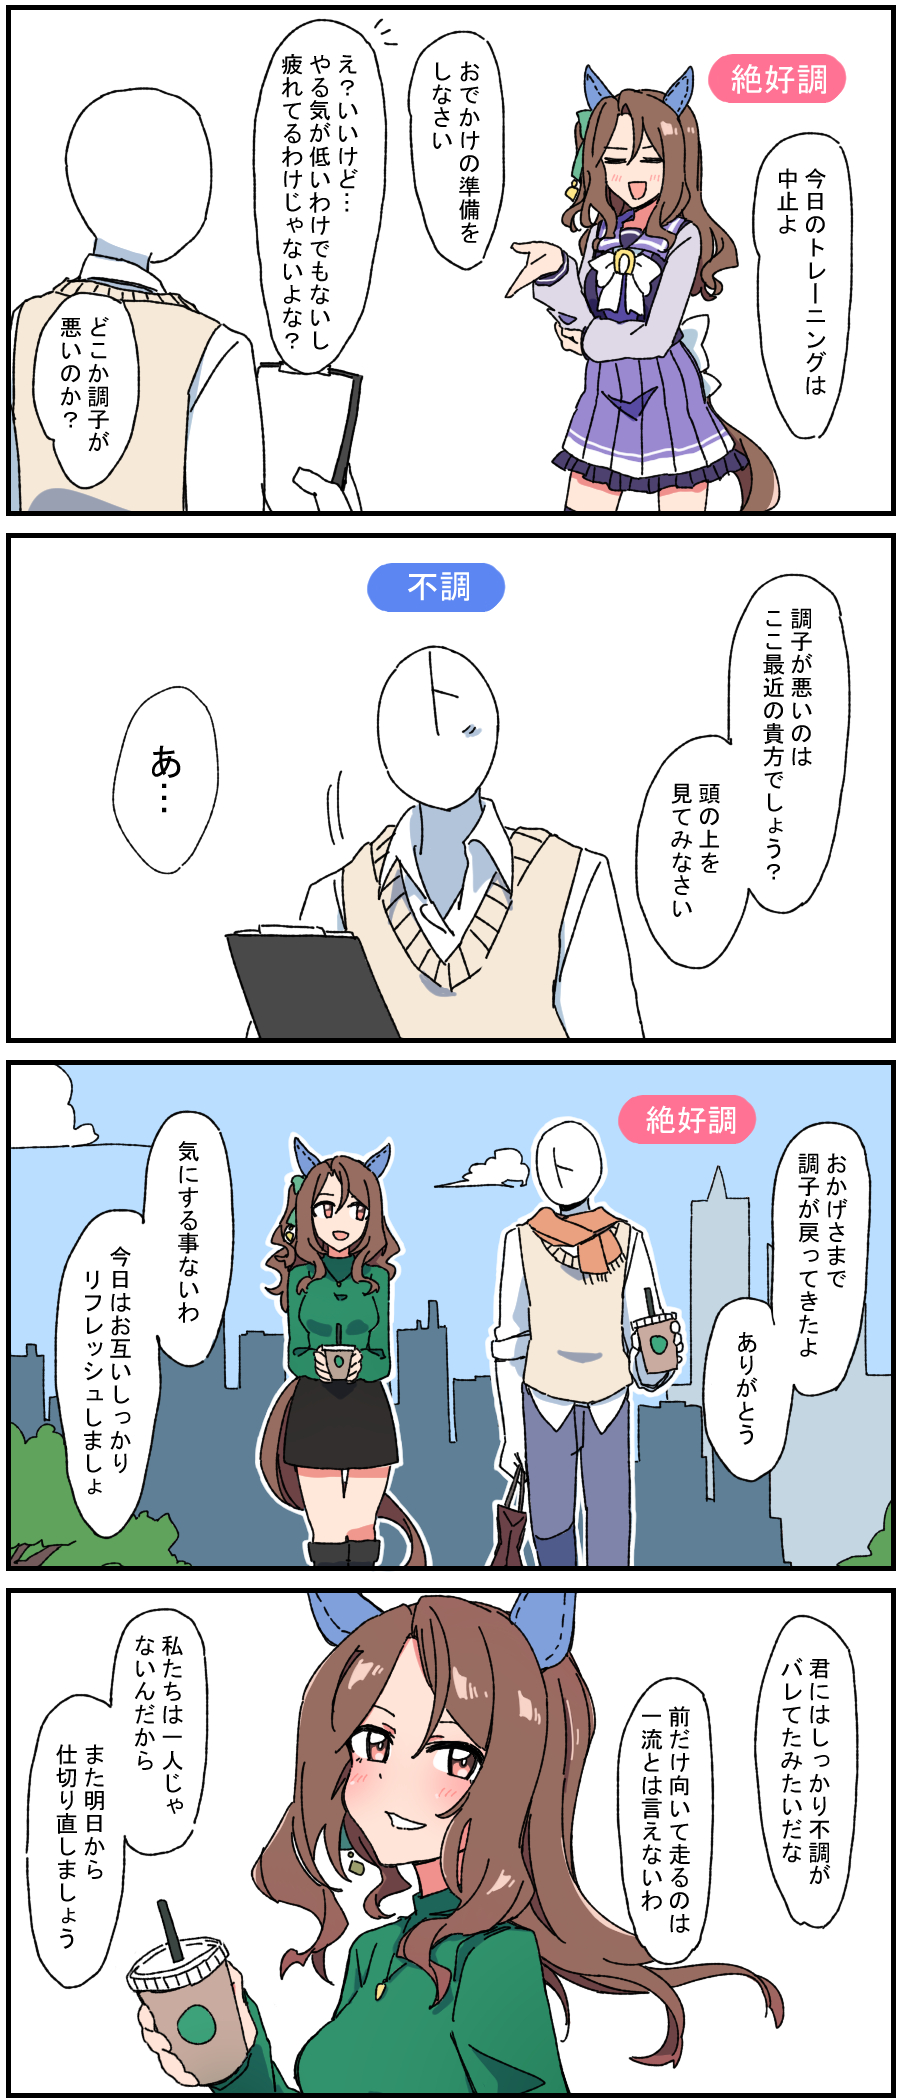 絶好調
今日のトレーニングは
中止よ
おでかけの準備を
しなさい
え？いいけど…
やる気が低いわけでもないし
疲れてるわけじゃないよな？
どこか調子が
悪いのか？
不調
調子が悪いのは
ここ最近の貴方でしょう？
頭の上を
見てみなさい
あ…
絶好調
おかげさまで
調子が戻ってきたよ
ありがとう
気にする事ないわ
今日はお互いしっかり
リフレッシュしましょ
君にはしっかり不調が
バレてたみたいだな
前だけ向いて走るのは
一流とは言えないわ
私たちは一人じゃ
ないんだから
また明日から
仕切り直しましょう